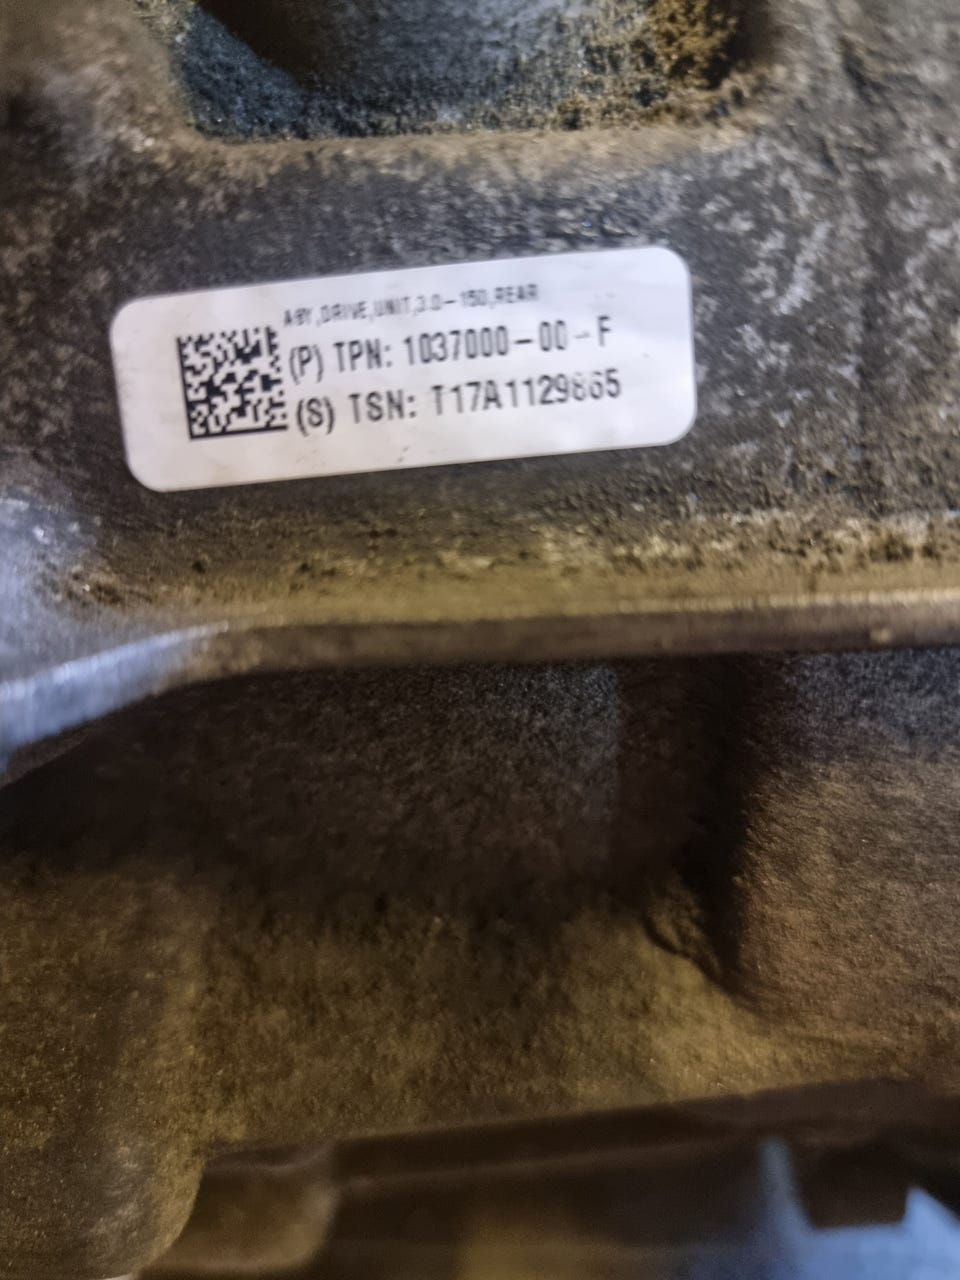 ASY,DRIVE,UNIT,3.0-150,REAR
(P) TPN: 1037000-00-F
(S) TSN: T17A1129865